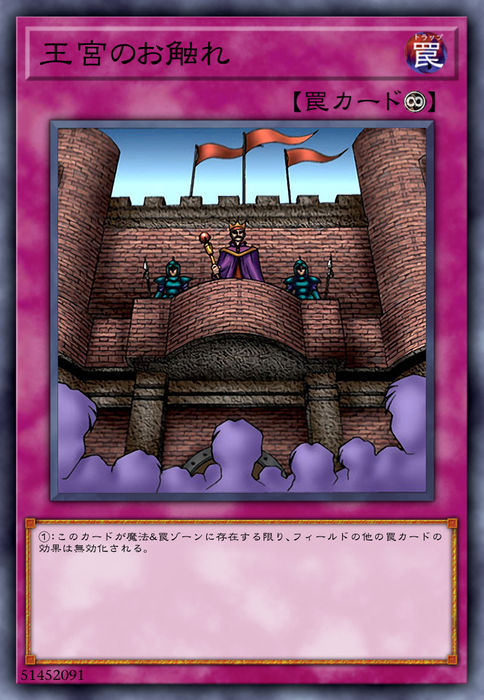 王宮のお触れ
トラップ
罠
【罠カード】
①:このカードが魔法&罠ゾーンに存在する限り、フィールドの他の罠カードの
効果は無効化される。
51452091